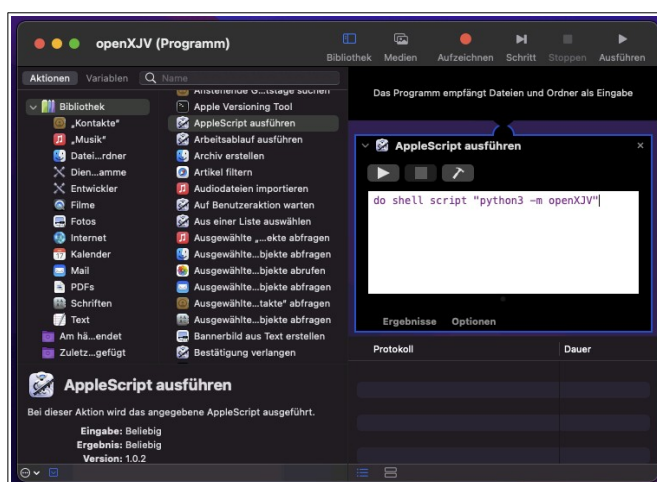 openXJV (Programm)
Bibliothek Medien Aufzeichnen Schritt Stoppen Ausführen
Aktionen Variablen Name
Bibliothek
„Kontakte“
„Musik“
Datei...rdner
Dien...amme
Entwickler
Filme
Fotos
Internet
Kalender
Mail
PDFs
Schriften
Text
Am hä...endet
Zuletz...gefügt
Anstehende G...tstage suchen
Apple Versioning Tool
AppleScript ausführen
Arbeitsablauf ausführen
Archiv erstellen
Artikel filtern
Audiodateien importieren
Auf Benutzeraktion warten
Aus einer Liste auswählen
Ausgewählte „...ekte abfragen
Ausgewählte...bjekte abfragen
Ausgewählte...bjekte abrufen
Ausgewählte...bjekte abfragen
Ausgewählte...takte“ abfragen
Ausgewählte...bjekte abfragen
Bannerbild aus Text erstellen
Bestätigung verlangen
AppleScript ausführen
Bei dieser Aktion wird das angegebene AppleScript ausgeführt.
Eingabe: Beliebig
Ergebnis: Beliebig
Version: 1.0.2
Das Programm empfängt Dateien und Ordner als Eingabe
AppleScript ausführen
do shell script "python3 -m openXJV"
Ergebnisse Optionen
Protokoll Dauer